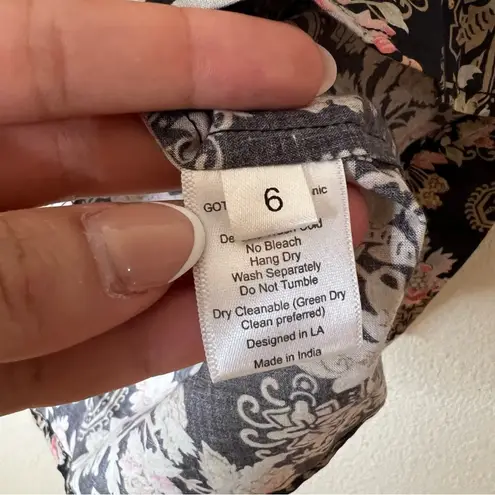 6
GOT nic
No Bleach
Hang Dry
Wash Separately
Do Not Tumble
Dry Cleanable (Green Dry
Clean preferred)
Designed in LA
Made in India